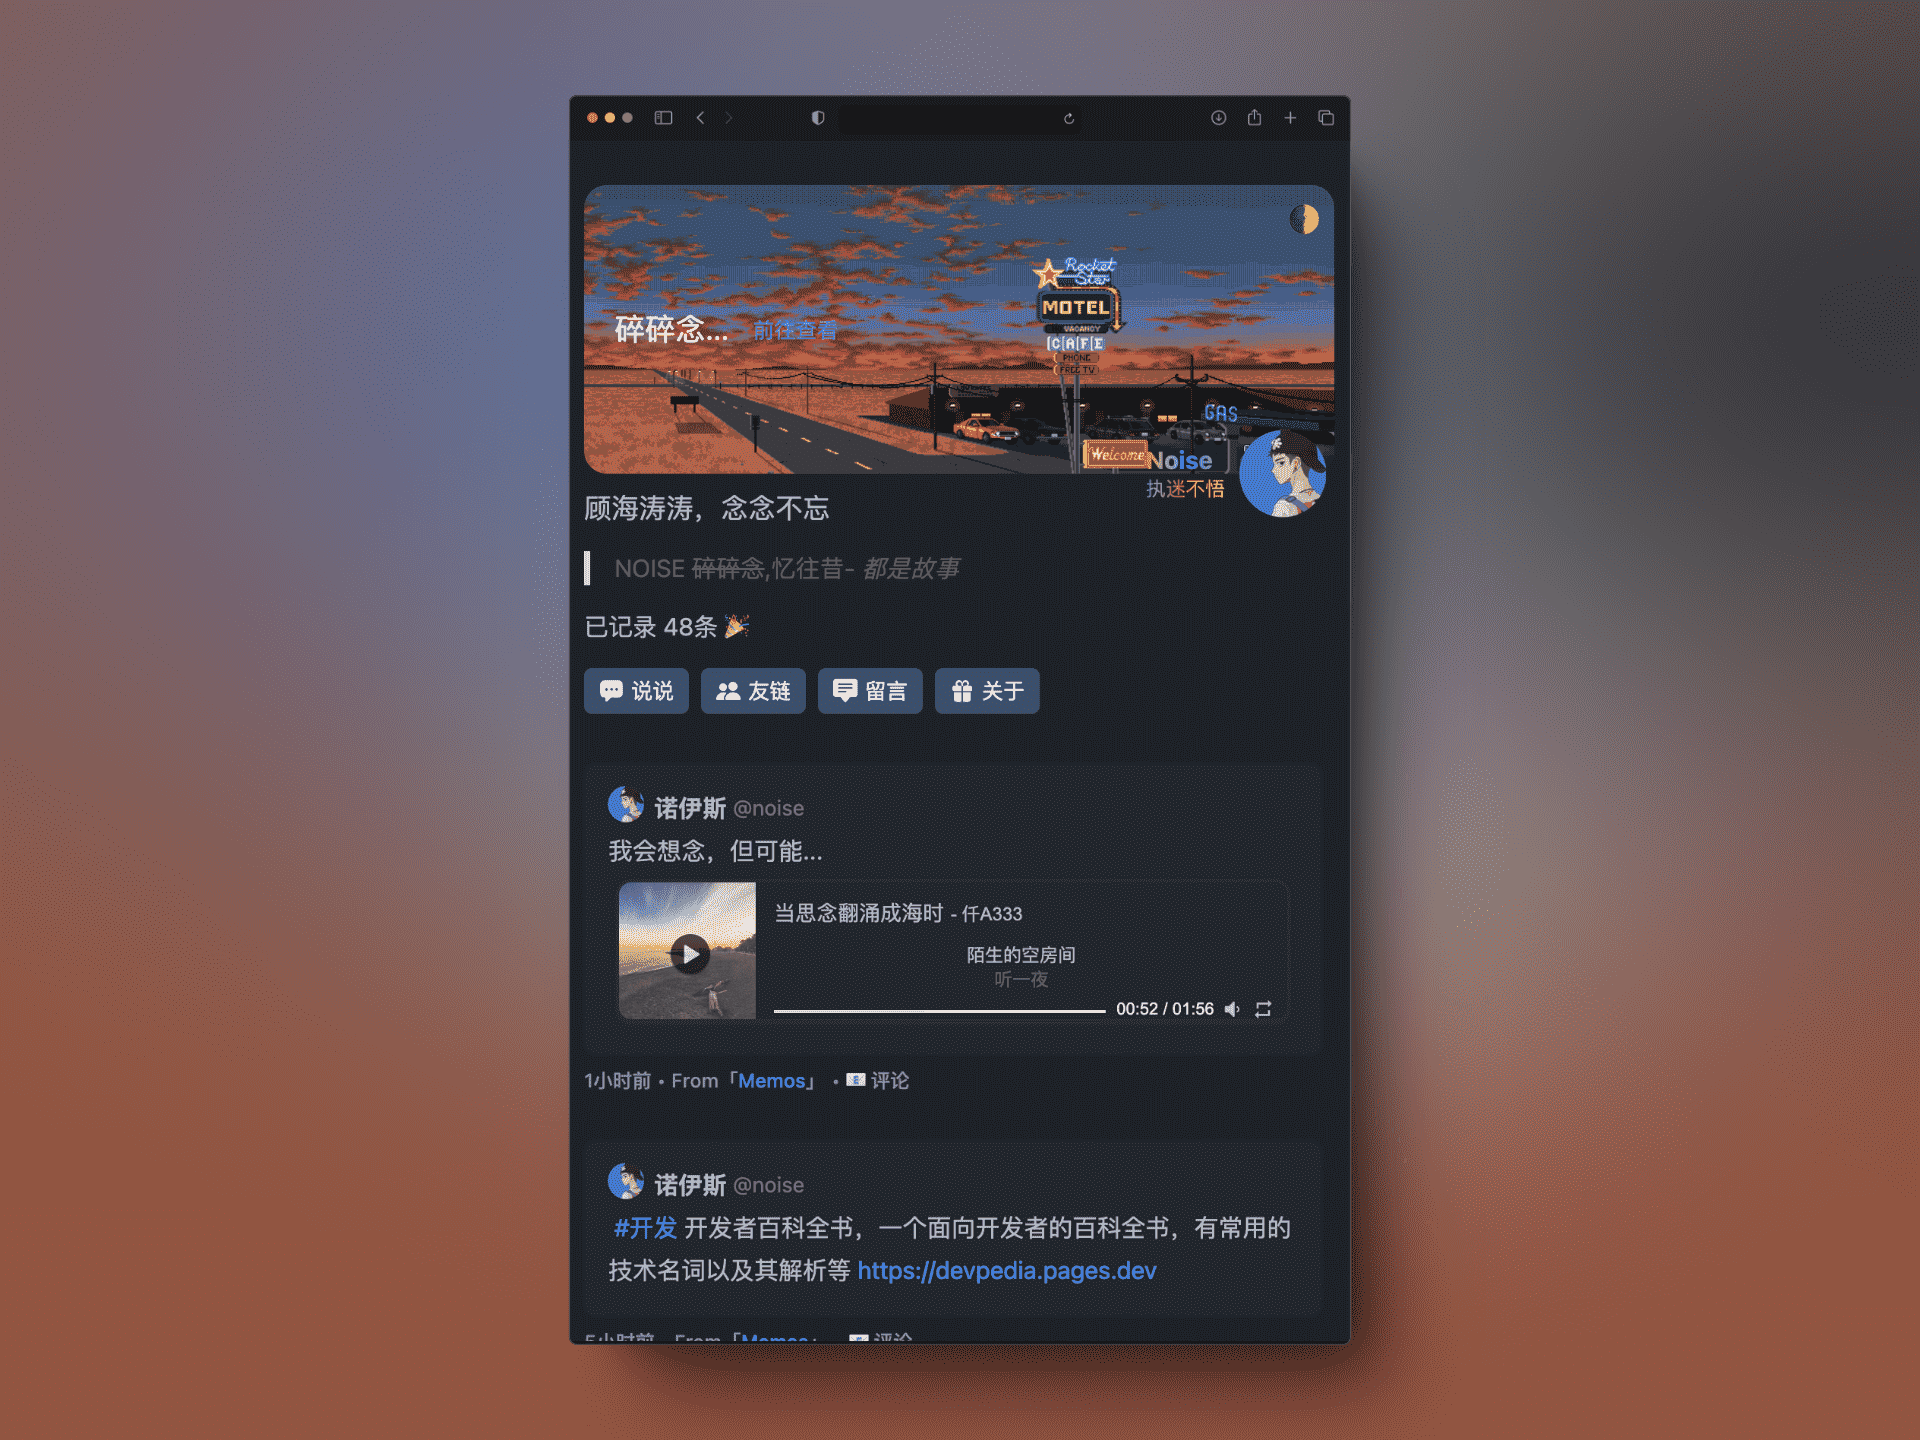 Rocket
Star
MOTEL
VACANCY
CAFE
PHONE
FREE TV
碎碎念... 前往查看
GAS
Welcome
Noise
执迷不悟
顾海涛涛，念念不忘
NOISE 碎碎念,忆往昔- 都是故事
已记录 48条
说说 友链 留言 关于
诺伊斯 @noise
我会想念，但可能...
当思念翻涌成海时 - 仟A333
陌生的空房间
听一夜
00:52 / 01:56
1小时前 • From「Memos」 • 评论
诺伊斯 @noise
#开发 开发者百科全书，一个面向开发者的百科全书，有常用的
技术名词以及其解析等 https://devpedia.pages.dev
5小时前 From「Memos」 评论